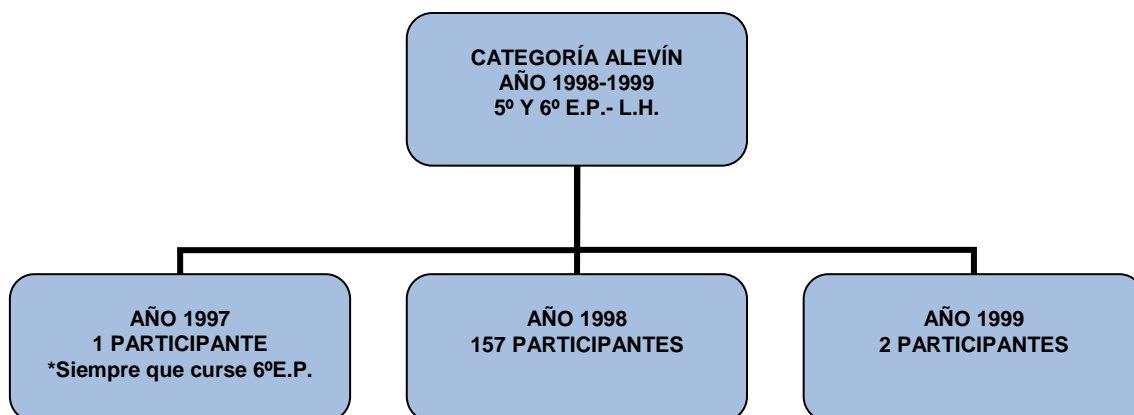 CATEGORÍA ALEVÍN
AÑO 1998-1999
5º Y 6º E.P.- L.H.
AÑO 1997
1 PARTICIPANTE
*Siempre que curse 6ºE.P.
AÑO 1998
157 PARTICIPANTES
AÑO 1999
2 PARTICIPANTES